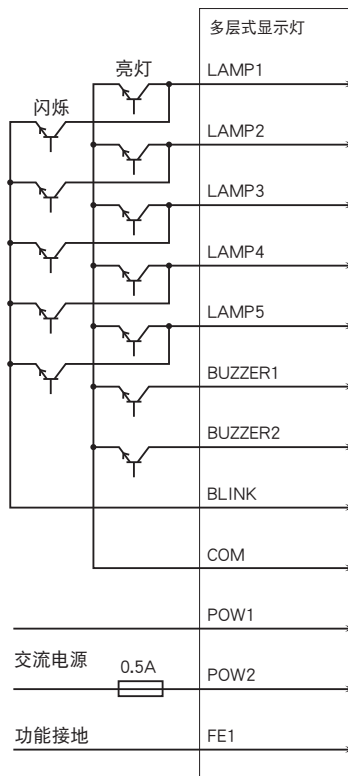 多层式显示灯
亮灯
LAMP1
闪烁
LAMP2
LAMP3
LAMP4
LAMP5
BUZZER1
BUZZER2
BLINK
COM
POW1
交流电源
0.5A
POW2
功能接地
FE1